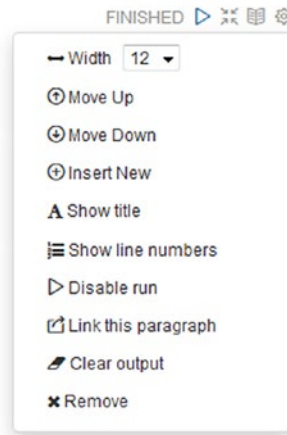 FINISHED
Width 12
Move Up
Move Down
Insert New
Show title
Show line numbers
Disable run
Link this paragraph
Clear output
Remove